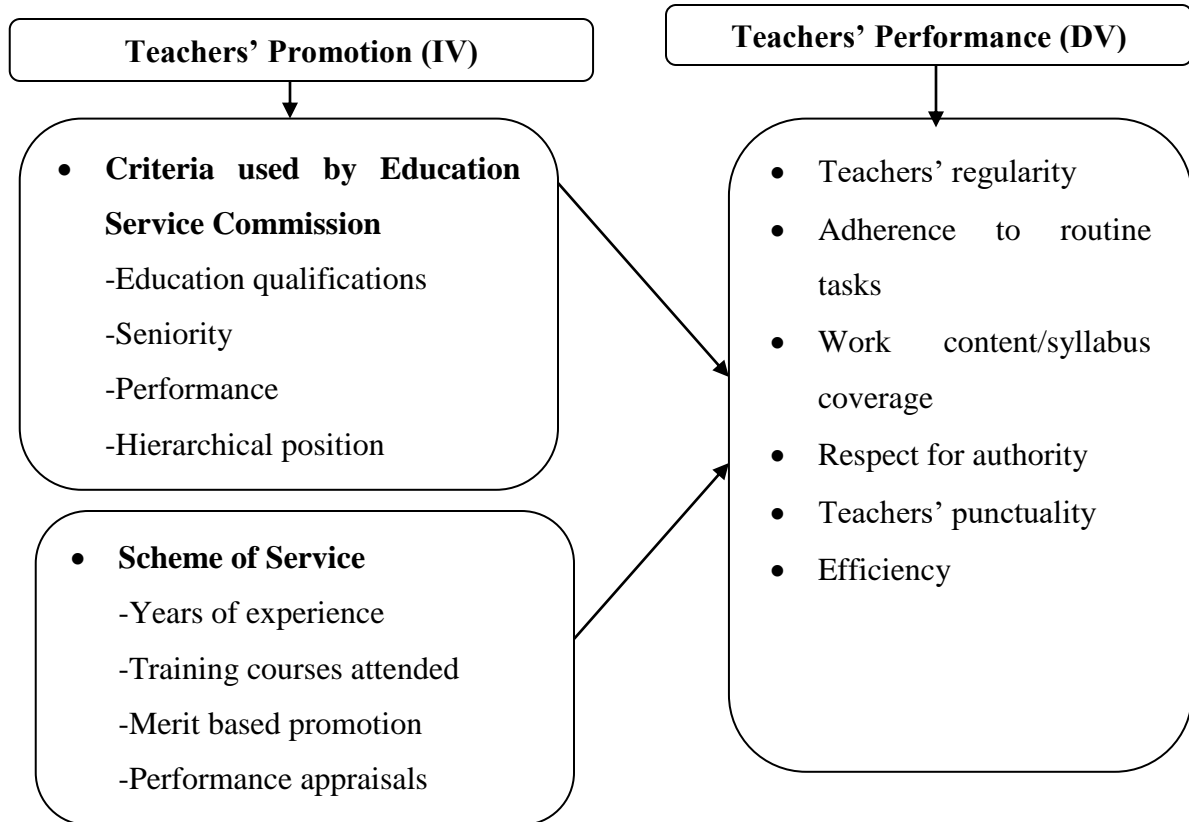 Teachers’ Promotion (IV)
• Criteria used by Education
Service Commission
-Education qualifications
-Seniority
-Performance
-Hierarchical position
• Scheme of Service
-Years of experience
-Training courses attended
-Merit based promotion
-Performance appraisals
Teachers’ Performance (DV)
• Teachers’ regularity
• Adherence to routine
tasks
• Work content/syllabus
coverage
• Respect for authority
• Teachers’ punctuality
• Efficiency